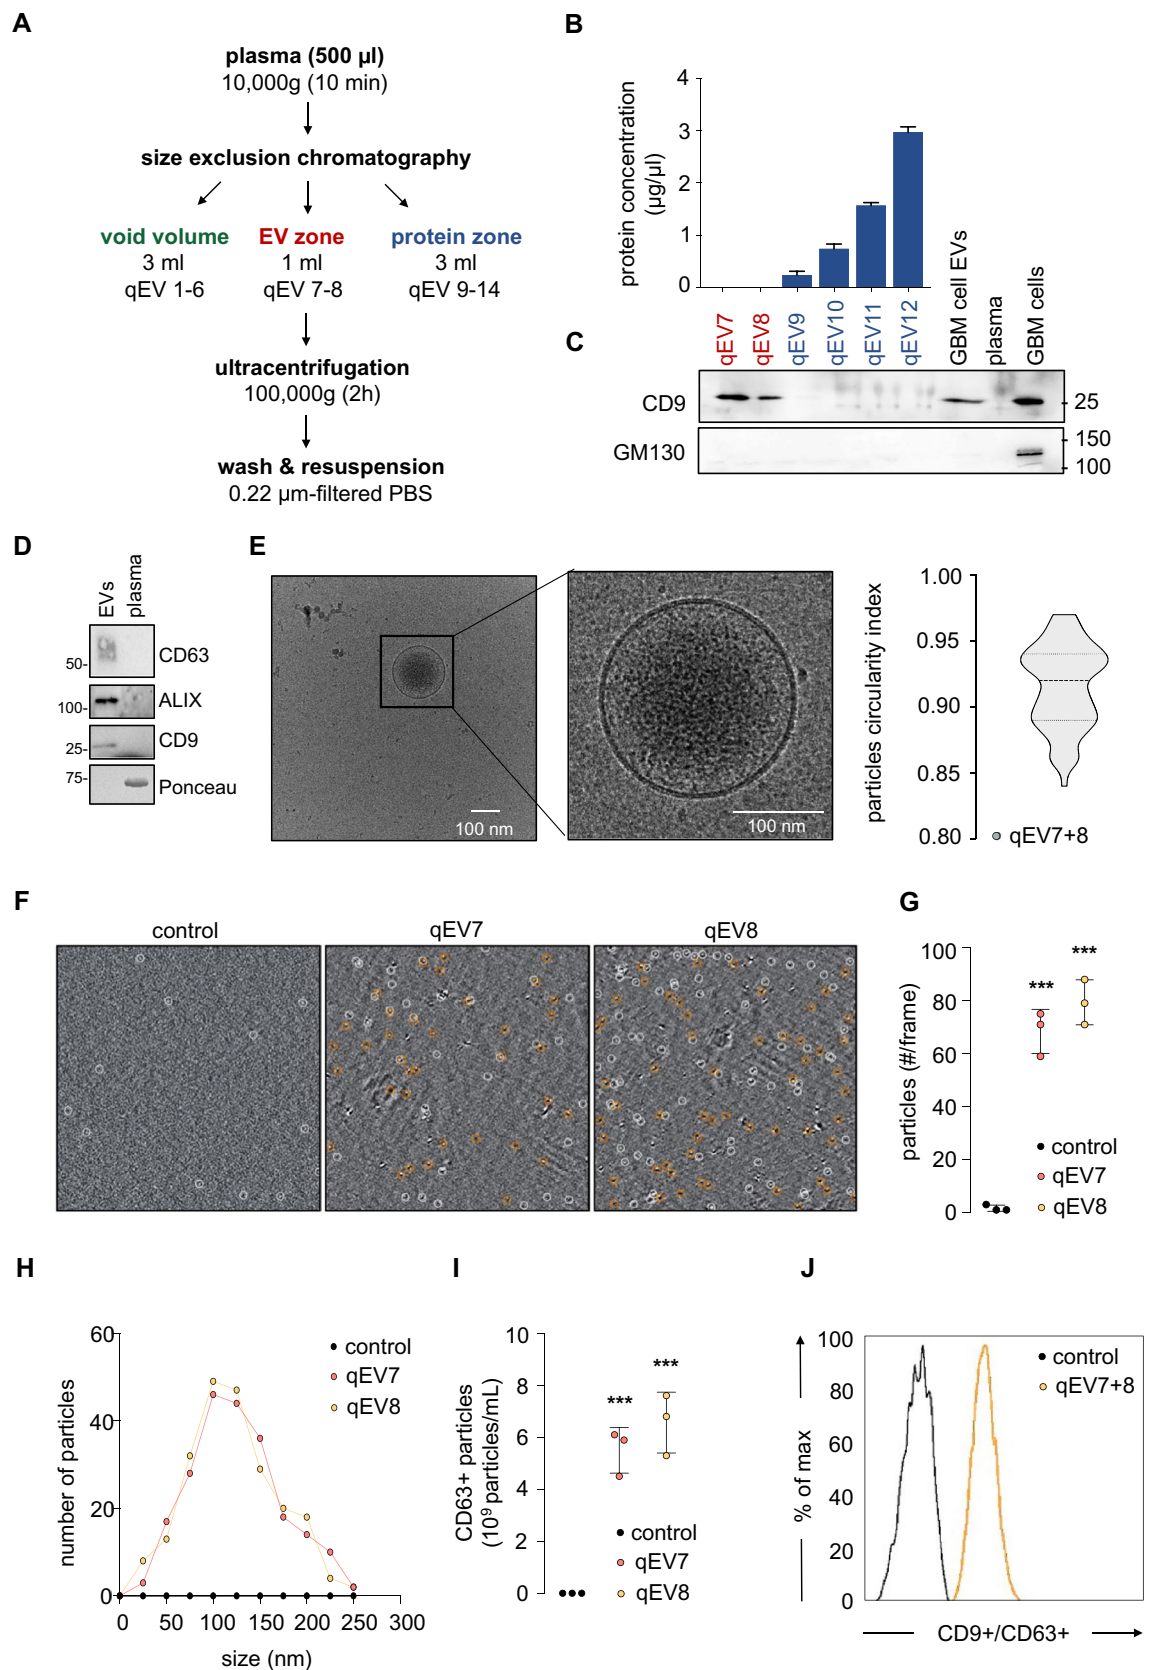 A
plasma (500 µl)
10,000g (10 min)
size exclusion chromatography
void volume
3 ml
qEV 1-6
EV zone
1 ml
qEV 7-8
protein zone
3 ml
qEV 9-14
ultracentrifugation
100,000g (2h)
wash & resuspension
0.22 µm-filtered PBS
B
protein concentration
(µg/µl)
4
3
2
1
0
qEV7
qEV8
qEV9
qEV10
qEV11
qEV12
GBM cell EVs
plasma
GBM cells
C
CD9
25
GM130
150
100
D
EVs
plasma
50-
CD63
100-
ALIX
25-
CD9
75-
Ponceau
E
100 nm
100 nm
particles circularity index
1.00
0.95
0.90
0.85
0.80
qEV7+8
F
control
qEV7
qEV8
G
particles (#/frame)
100
80
60
40
20
0
***
***
control
qEV7
qEV8
H
number of particles
60
40
20
0
0
50
100
150
200
250
300
size (nm)
control
qEV7
qEV8
I
CD63+ particles
(10⁹ particles/mL)
10
8
6
4
2
0
***
***
control
qEV7
qEV8
J
% of max
100
80
60
40
20
0
control
qEV7+8
CD9+/CD63+